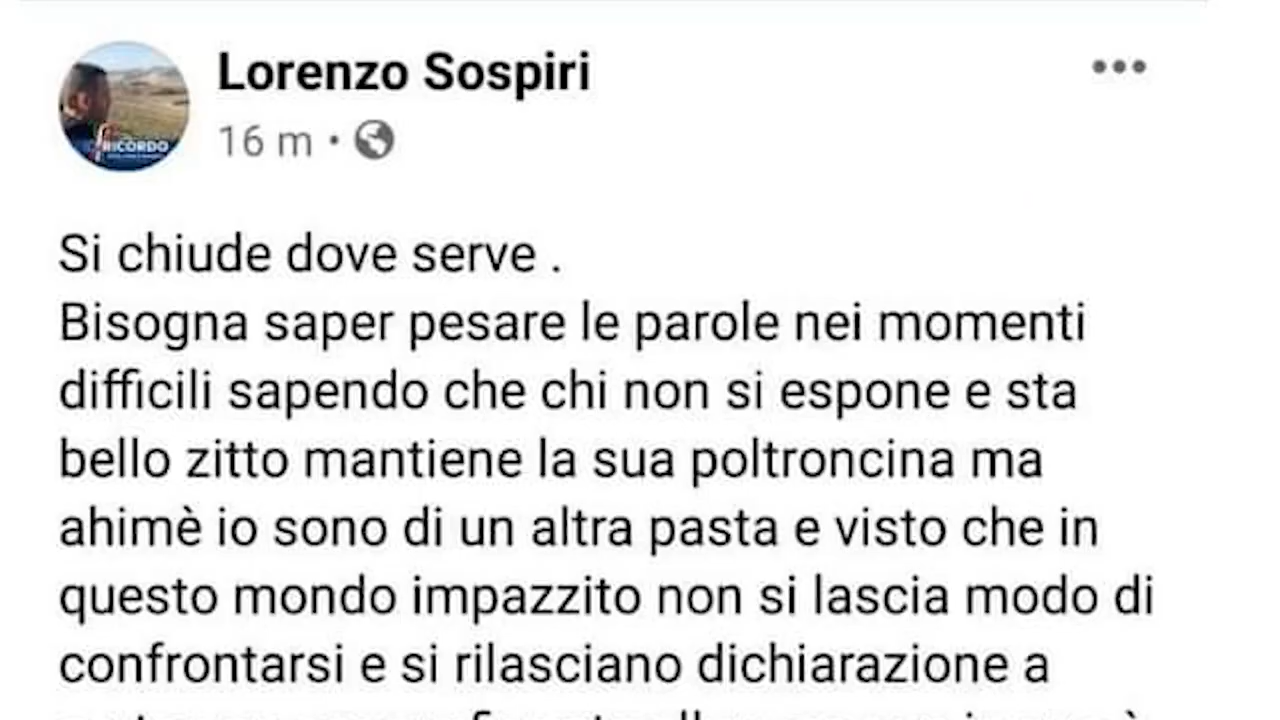 Lorenzo Sospiri
16 m •
RICORDO
Si chiude dove serve .
Bisogna saper pesare le parole nei momenti
difficili sapendo che chi non si espone e sta
bello zitto mantiene la sua poltroncina ma
ahimè io sono di un altra pasta e visto che in
questo mondo impazzito non si lascia modo di
confrontarsi e si rilasciano dichiarazione a